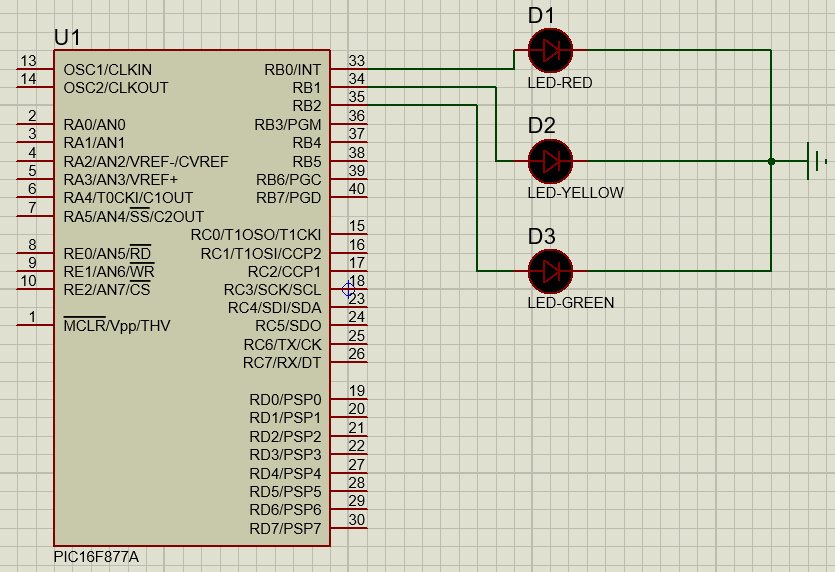 U1
13 OSC1/CLKIN RB0/INT 33
14 OSC2/CLKOUT RB1 34
RB2 35
2 RA0/AN0 RB3/PGM 36
3 RA1/AN1 RB4 37
4 RA2/AN2/VREF-/CVREF RB5 38
5 RA3/AN3/VREF+ RB6/PGC 39
6 RA4/T0CKI/C1OUT RB7/PGD 40
7 RA5/AN4/SS/C2OUT
RC0/T1OSO/T1CKI 15
8 RE0/AN5/RD RC1/T1OSI/CCP2 16
9 RE1/AN6/WR RC2/CCP1 17
10 RE2/AN7/CS RC3/SCK/SCL 18
RC4/SDI/SDA 23
1 MCLR/Vpp/THV RC5/SDO 24
RC6/TX/CK 25
RC7/RX/DT 26
RD0/PSP0 19
RD1/PSP1 20
RD2/PSP2 21
RD3/PSP3 22
RD4/PSP4 27
RD5/PSP5 28
RD6/PSP6 29
RD7/PSP7 30
PIC16F877A
D1
LED-RED
D2
LED-YELLOW
D3
LED-GREEN